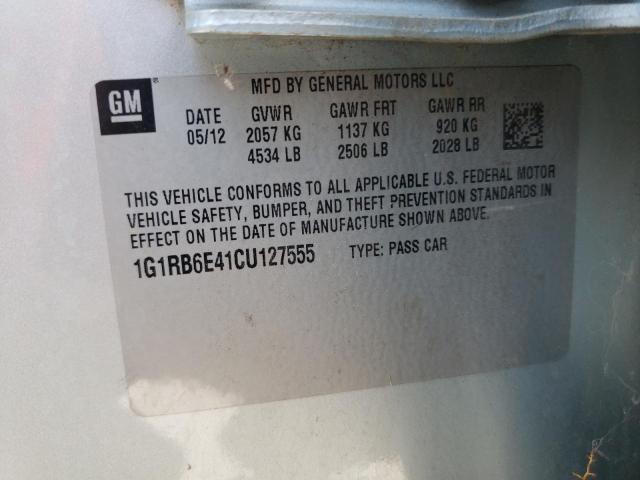 GM
MFD BY GENERAL MOTORS LLC
DATE GVWR GAWR FRT GAWR RR
05/12 2057 KG 1137 KG 920 KG
4534 LB 2506 LB 2028 LB
THIS VEHICLE CONFORMS TO ALL APPLICABLE U.S. FEDERAL MOTOR
VEHICLE SAFETY, BUMPER, AND THEFT PREVENTION STANDARDS IN
EFFECT ON THE DATE OF MANUFACTURE SHOWN ABOVE.
1G1RB6E41CU127555 TYPE: PASS CAR